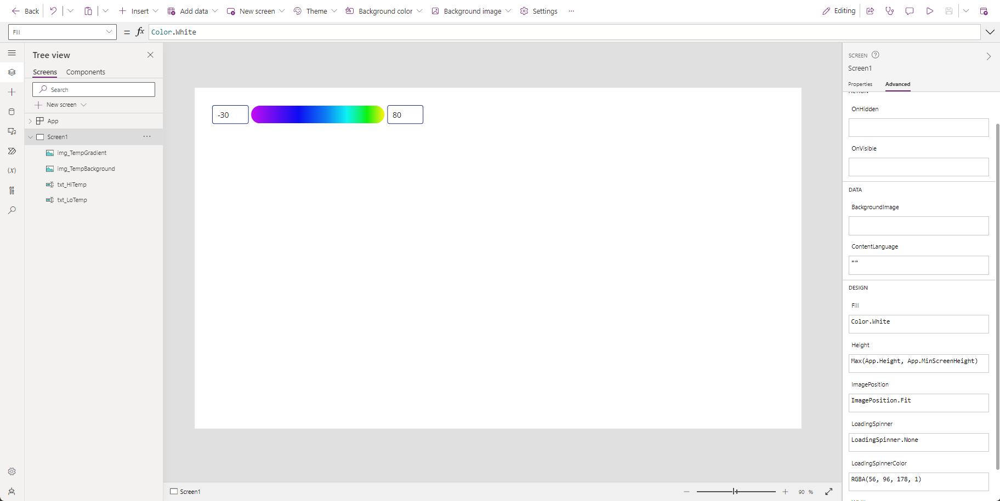 Back
Insert
Add data
New screen
Theme
Background color
Background image
Settings
Editing
Fill
= fx
Color.White
Tree view
Screens
Components
Search
New screen
App
Screen1
img_TempGradient
img_TempBackground
txt_HiTemp
txt_LoTemp
-30
80
Screen1
90 %
SCREEN
Screen1
Properties
Advanced
ACTION
OnHidden
OnVisible
DATA
BackgroundImage
ContentLanguage
""
DESIGN
Fill
Color.White
Height
Max(App.Height, App.MinScreenHeight)
ImagePosition
ImagePosition.Fit
LoadingSpinner
LoadingSpinner.None
LoadingSpinnerColor
RGBA(56, 96, 178, 1)